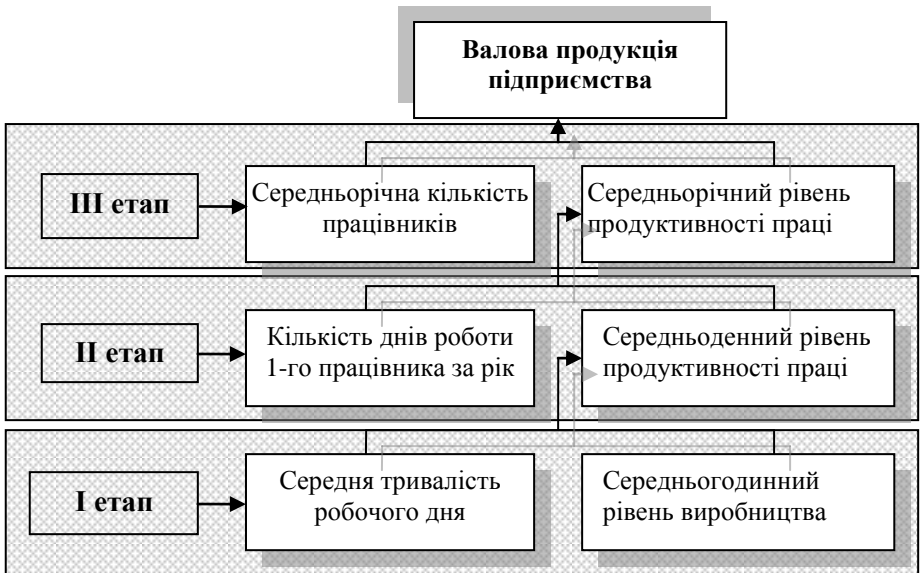 Валова продукція
підприємства
III етап
Середньорічна кількість
працівників
Середньорічний рівень
продуктивності праці
II етап
Кількість днів роботи
1-го працівника за рік
Середньоденний рівень
продуктивності праці
I етап
Середня тривалість
робочого дня
Середньогодинний
рівень виробництва